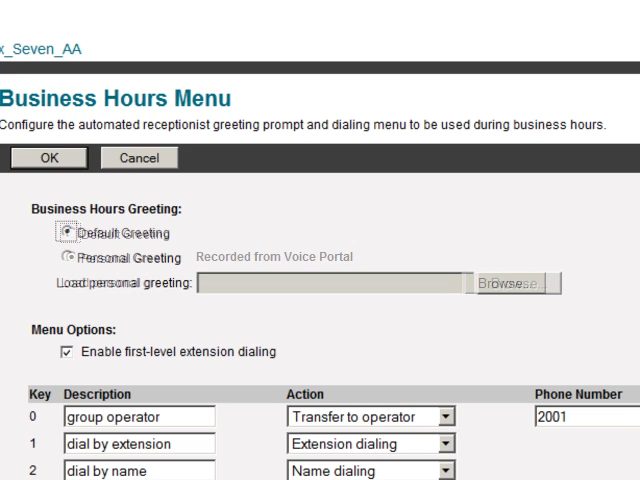 x_Seven_AA
Business Hours Menu
Configure the automated receptionist greeting prompt and dialing menu to be used during business hours.
OK Cancel
Business Hours Greeting:
Default Greeting
Personal Greeting Recorded from Voice Portal
Load personal greeting: Browse...
Menu Options:
Enable first-level extension dialing
Key Description Action Phone Number
0 group operator Transfer to operator 2001
1 dial by extension Extension dialing
2 dial by name Name dialing